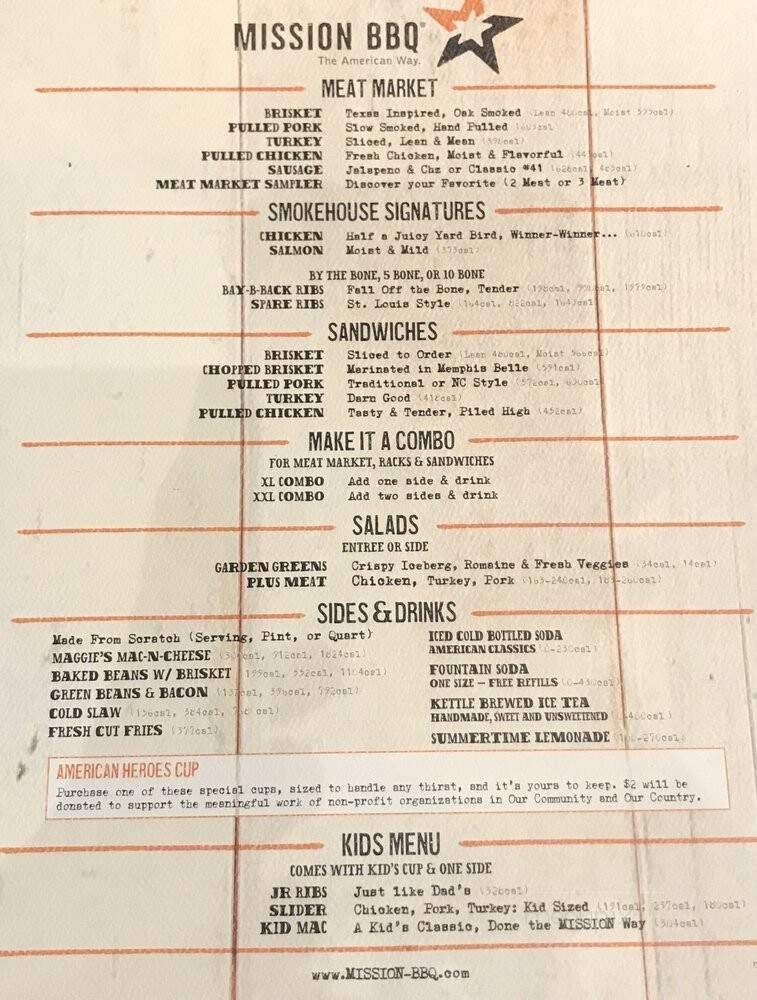 MISSION BBQ
The American Way.
MEAT MARKET
BRISKET Texas Inspired, Oak Smoked
PULLED PORK Slow Smoked, Hand Pulled
TURKEY Sliced, Lean & Mean
PULLED CHICKEN Fresh Chicken, Moist & Flavorful
SAUSAGE Jalapeno & Chz or Classic #41
MEAT MARKET SAMPLER Discover your Favorite (2 Meat or 3 Meat)
SMOKEHOUSE SIGNATURES
CHICKEN Half a Juicy Yard Bird, Winner-Winner...
SALMON Moist & Mild (373cal)
BY THE BONE, 5 BONE, OR 10 BONE
BAY-B-BACK RIBS Fall Off the Bone, Tender
SPARE RIBS St. Louis Style
SANDWICHES
BRISKET Sliced to Order
CHOPPED BRISKET Marinated in Memphis Belle (591cal)
PULLED PORK Traditional or NC Style
TURKEY Darn Good (418cal)
PULLED CHICKEN Tasty & Tender, Piled High (452cal)
MAKE IT A COMBO
FOR MEAT MARKET, RACKS & SANDWICHES
XL COMBO Add one side & drink
XXL COMBO Add two sides & drink
SALADS
ENTREE OR SIDE
GARDEN GREENS Crispy Iceberg, Romaine & Fresh Veggies (34cal, 14cal)
PLUS MEAT Chicken, Turkey, Pork
SIDES & DRINKS
Made From Scratch (Serving, Pint, or Quart)
MAGGIE'S MAC-N-CHEESE
BAKED BEANS W/ BRISKET
GREEN BEANS & BACON
COLD SLAW
FRESH CUT FRIES (377cal)
ICED COLD BOTTLED SODA
AMERICAN CLASSICS
FOUNTAIN SODA
ONE SIZE – FREE REFILLS
KETTLE BREWED ICE TEA
HANDMADE, SWEET AND UNSWEETENED
SUMMERTIME LEMONADE
AMERICAN HEROES CUP
Purchase one of these special cups, sized to handle any thirst, and it's yours to keep. $2 will be
donated to support the meaningful work of non-profit organizations in Our Community and Our Country.
KIDS MENU
COMES WITH KID'S CUP & ONE SIDE
JR RIBS Just like Dad's
SLIDER Chicken, Pork, Turkey: Kid Sized
KID MAC A Kid's Classic, Done the MISSION Way
www.MISSION-BBQ.com